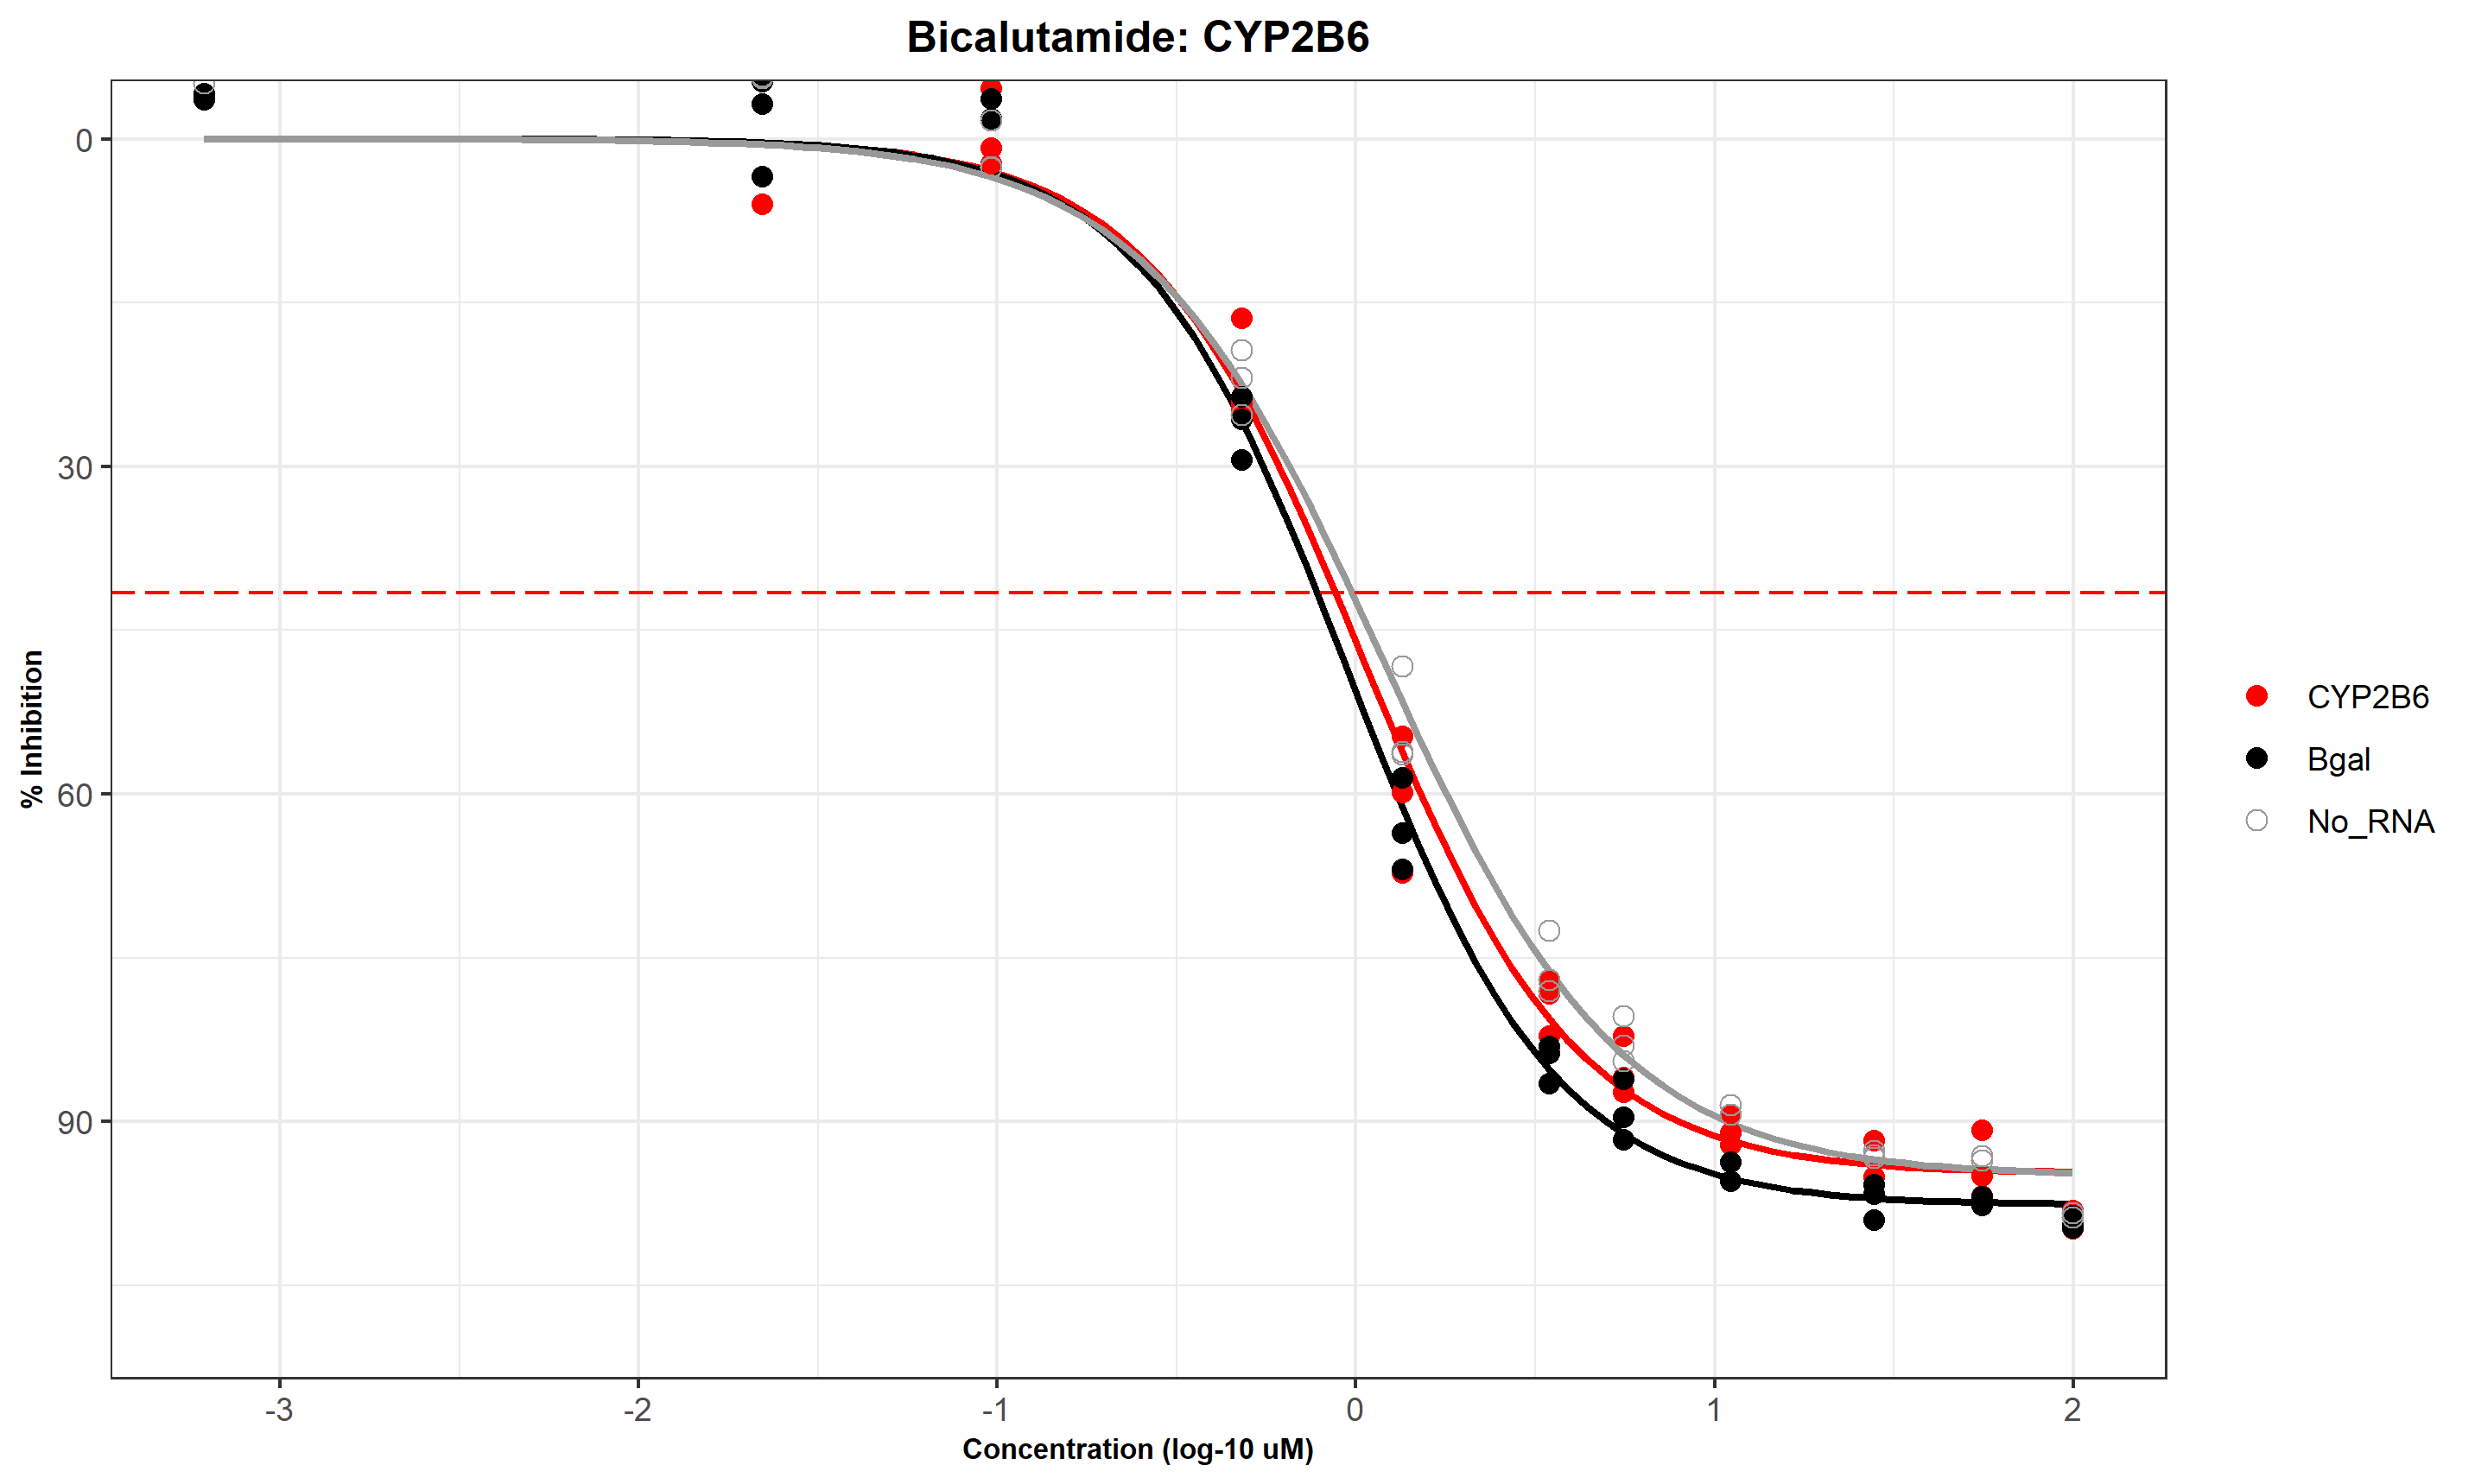 Bicalutamide: CYP2B6
0
30
60
90
% Inhibition
-3
-2
-1
0
1
2
Concentration (log-10 uM)
CYP2B6
Bgal
No_RNA